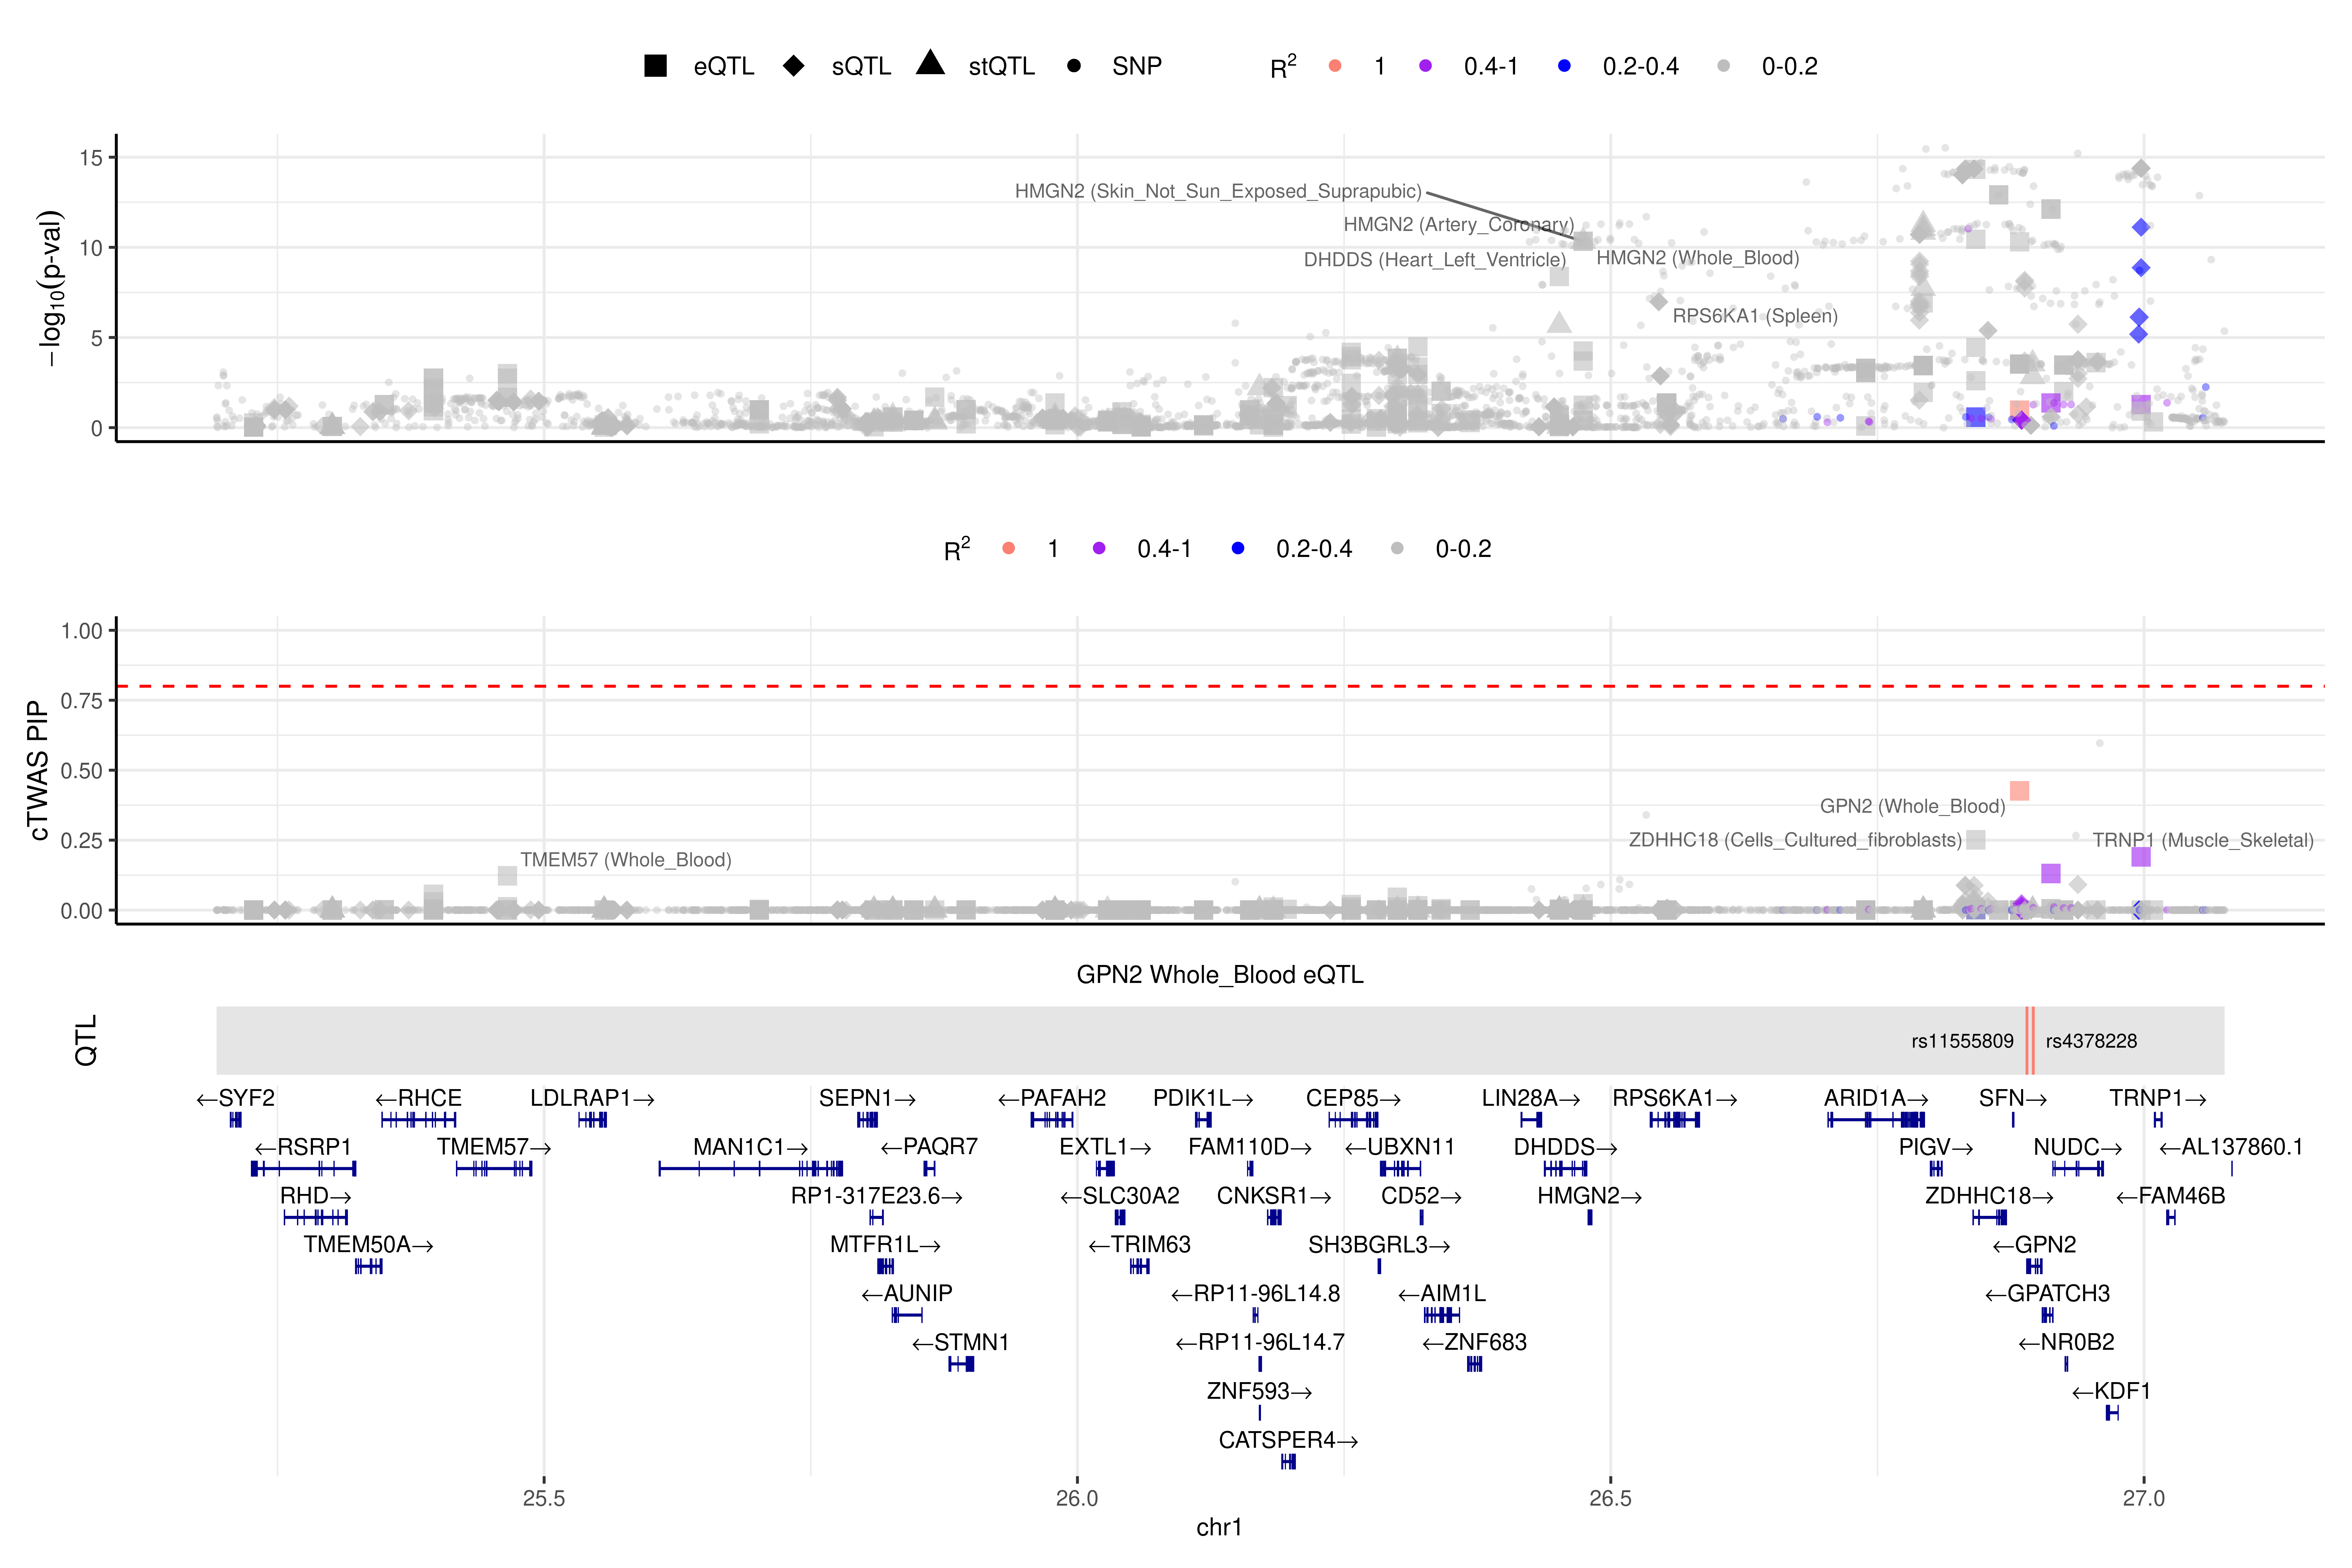 eQTL sQTL stQTL SNP R2 1 0.4-1 0.2-0.4 0-0.2
−log10(p-val)
15
10
5
0
HMGN2 (Skin_Not_Sun_Exposed_Suprapubic)
HMGN2 (Artery_Coronary)
DHDDS (Heart_Left_Ventricle)
HMGN2 (Whole_Blood)
RPS6KA1 (Spleen)
R2 1 0.4-1 0.2-0.4 0-0.2
cTWAS PIP
1.00
0.75
0.50
0.25
0.00
GPN2 (Whole_Blood)
ZDHHC18 (Cells_Cultured_fibroblasts)
TRNP1 (Muscle_Skeletal)
TMEM57 (Whole_Blood)
GPN2 Whole_Blood eQTL
QTL
rs11555809 rs4378228
←SYF2 ←RHCE LDLRAP1→ SEPN1→ ←PAFAH2 PDIK1L→ CEP85→ LIN28A→ RPS6KA1→ ARID1A→ SFN→ TRNP1→
←RSRP1 TMEM57→ MAN1C1→ ←PAQR7 EXTL1→ FAM110D→ ←UBXN11 DHDDS→ PIGV→ NUDC→ ←AL137860.1
RHD→ RP1-317E23.6→ ←SLC30A2 CNKSR1→ CD52→ HMGN2→ ZDHHC18→ ←FAM46B
TMEM50A→ MTFR1L→ ←TRIM63 SH3BGRL3→ ←GPN2
←AUNIP ←RP11-96L14.8 ←AIM1L ←GPATCH3
←STMN1 ←RP11-96L14.7 ←ZNF683 ←NR0B2
ZNF593→ ←KDF1
CATSPER4→
25.5 26.0 26.5 27.0
chr1